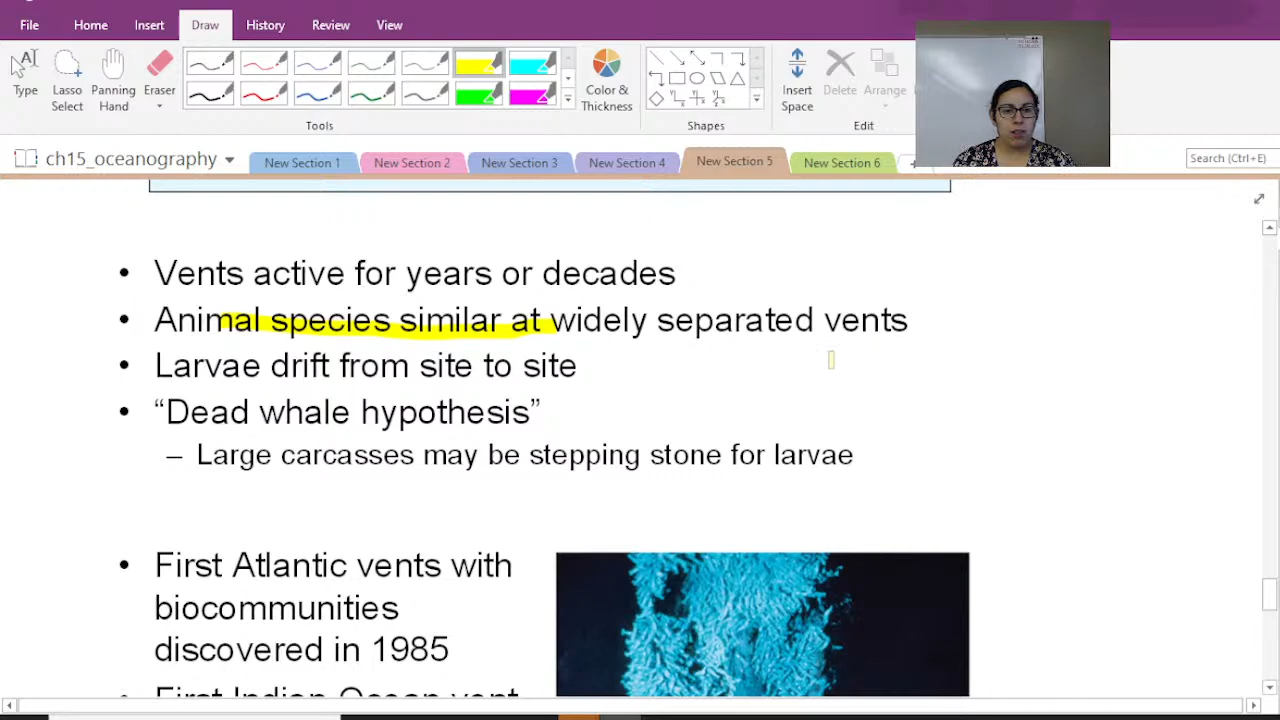 File Home Insert Draw History Review View
Type
Lasso Select
Panning Hand
Eraser
Color & Thickness
Insert Space
Delete
Arrange
Tools
Shapes
Edit
ch15_oceanography New Section 1 New Section 2 New Section 3 New Section 4 New Section 5 New Section 6 Search (Ctrl+E)
• Vents active for years or decades
• Animal species similar at widely separated vents
• Larvae drift from site to site
• “Dead whale hypothesis”
– Large carcasses may be stepping stone for larvae
• First Atlantic vents with
biocommunities
discovered in 1985
• First Indian Ocean vent